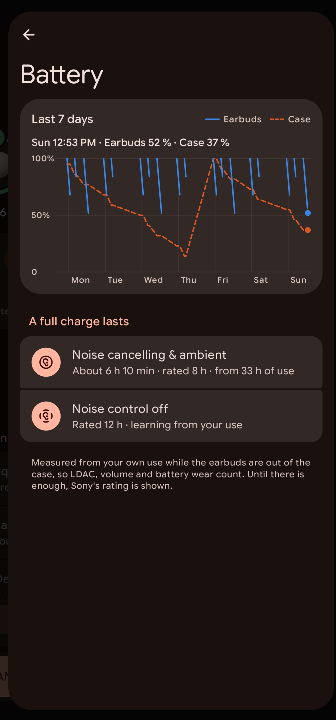 Battery
Last 7 days
Earbuds
Case
Sun 12:53 PM · Earbuds 52 % · Case 37 %
100%
50%
0
Mon Tue Wed Thu Fri Sat Sun
A full charge lasts
Noise cancelling & ambient
About 6 h 10 min · rated 8 h · from 33 h of use
Noise control off
Rated 12 h · learning from your use
Measured from your own use while the earbuds are out of the
case, so LDAC, volume and battery wear count. Until there is
enough, Sony's rating is shown.